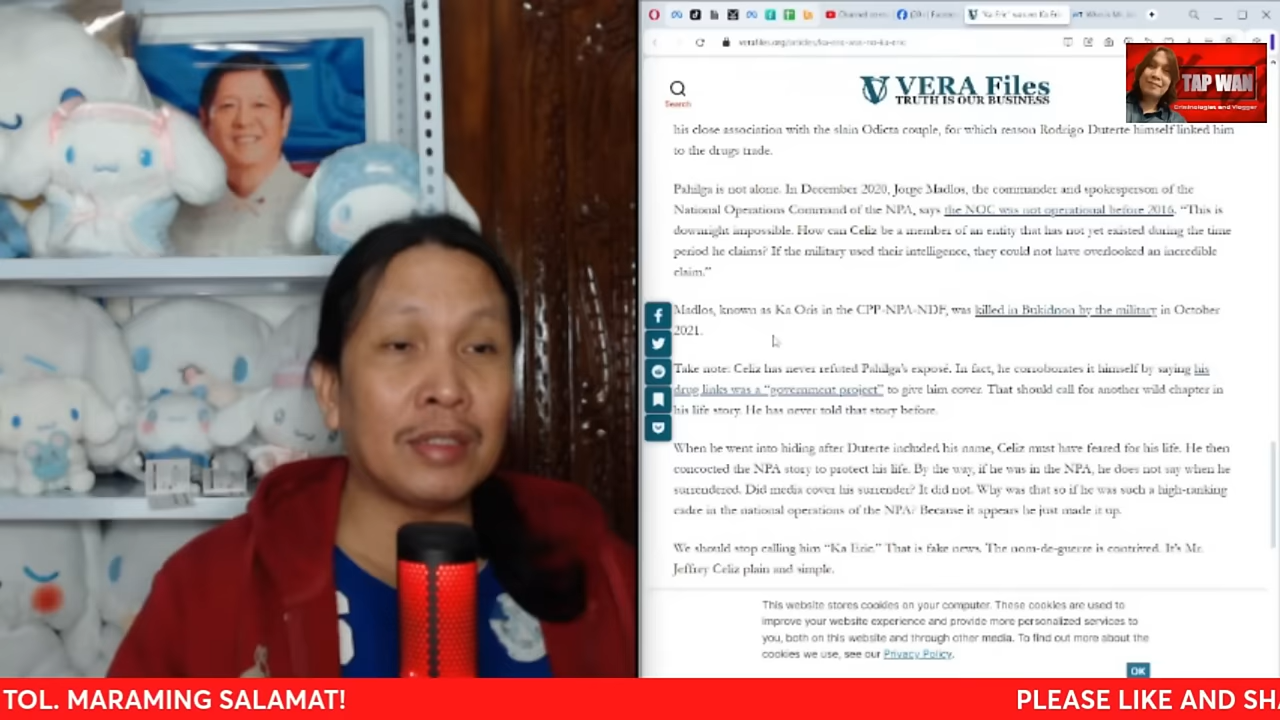 Channel
verafiles.org/articles/ka-eric-was-no-ka-eric
Search
VERA Files
TRUTH IS OUR BUSINESS
TAP WAN
Criminologist and Vlogger
his close association with the slain Odicta couple, for which reason Rodrigo Duterte himself linked him
to the drugs trade.
Pahilga is not alone. In December 2020, Jorge Madlos, the commander and spokesperson of the
National Operations Command of the NPA, says the NOC was not operational before 2016. “This is
downright impossible. How can Celiz be a member of an entity that has not yet existed during the time
period he claims? If the military used their intelligence, they could not have overlooked an incredible
claim.”
Madlos, known as Ka Oris in the CPP-NPA-NDF, was killed in Bukidnon by the military in October
2021.
Take note: Celiz has never refuted Pahilga’s exposé. In fact, he corroborates it himself by saying his
drug links was a “government project” to give him cover. That should call for another wild chapter in
his life story. He has never told that story before.
When he went into hiding after Duterte included his name, Celiz must have feared for his life. He then
concocted the NPA story to protect his life. By the way, if he was in the NPA, he does not say when he
surrendered. Did media cover his surrender? It did not. Why was that so if he was such a high-ranking
cadre in the national operations of the NPA? Because it appears he just made it up.
We should stop calling him “Ka Eric.” That is fake news. The nom-de-guerre is contrived. It’s Mr.
Jeffrey Celiz plain and simple.
This website stores cookies on your computer. These cookies are used to
improve your website experience and provide more personalized services to
you, both on this website and through other media. To find out more about the
cookies we use, see our Privacy Policy.
OK
TOL. MARAMING SALAMAT! PLEASE LIKE AND SHA